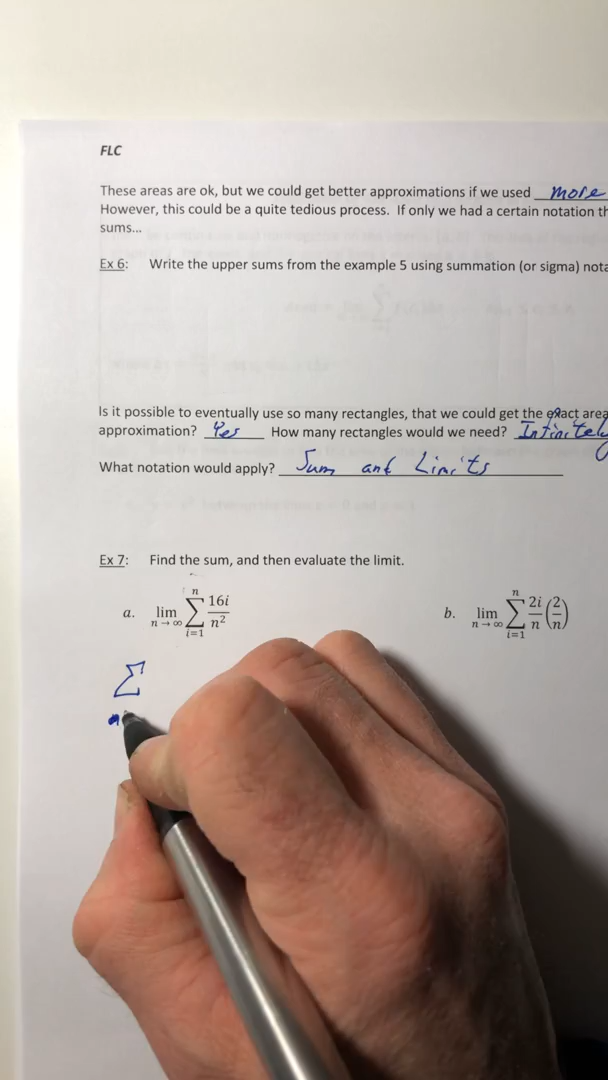 FLC
These areas are ok, but we could get better approximations if we used more
However, this could be a quite tedious process. If only we had a certain notation th
sums...
Ex 6: Write the upper sums from the example 5 using summation (or sigma) nota
Is it possible to eventually use so many rectangles, that we could get the exact area
approximation? Yes How many rectangles would we need? Infinitely
What notation would apply? Sum and Limits
Ex 7: Find the sum, and then evaluate the limit.
a. lim n→∞ n ∑ i=1 16i/n² b. lim n→∞ n ∑ i=1 2i/n (2/n)
∑